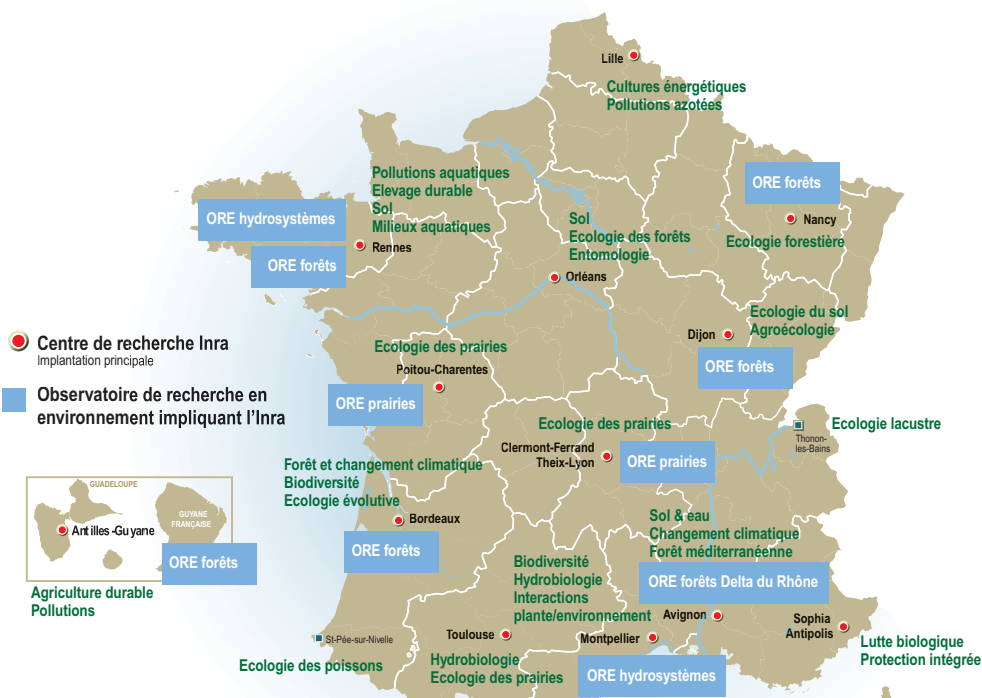 Lille
Cultures énergétiques
Pollutions azotées
Pollutions aquatiques
Elevage durable
Sol
Milieux aquatiques
ORE hydrosystèmes
Rennes
ORE forêts
Sol
Ecologie des forêts
Entomologie
Orléans
ORE forêts
Nancy
Ecologie forestière
Ecologie du sol
Agroécologie
Dijon
ORE forêts
Centre de recherche Inra
Implantation principale
Observatoire de recherche en
environnement impliquant l'Inra
Ecologie des prairies
Poitou-Charentes
ORE prairies
Ecologie des prairies
Clermont-Ferrand
Theix-Lyon
ORE prairies
Ecologie lacustre
Thonon-
les-Bains
Forêt et changement climatique
Biodiversité
Ecologie évolutive
Bordeaux
ORE forêts
GUADELOUPE
GUYANE
FRANÇAISE
Antilles-Guyane
ORE forêts
Agriculture durable
Pollutions
Sol & eau
Changement climatique
Forêt méditerranéenne
ORE forêts Delta du Rhône
Avignon
Biodiversité
Hydrobiologie
Interactions
plante/environnement
Montpellier
ORE hydrosystèmes
Sophia
Antipolis
Lutte biologique
Protection intégrée
St-Pée-sur-Nivelle
Ecologie des poissons
Toulouse
Hydrobiologie
Ecologie des prairies